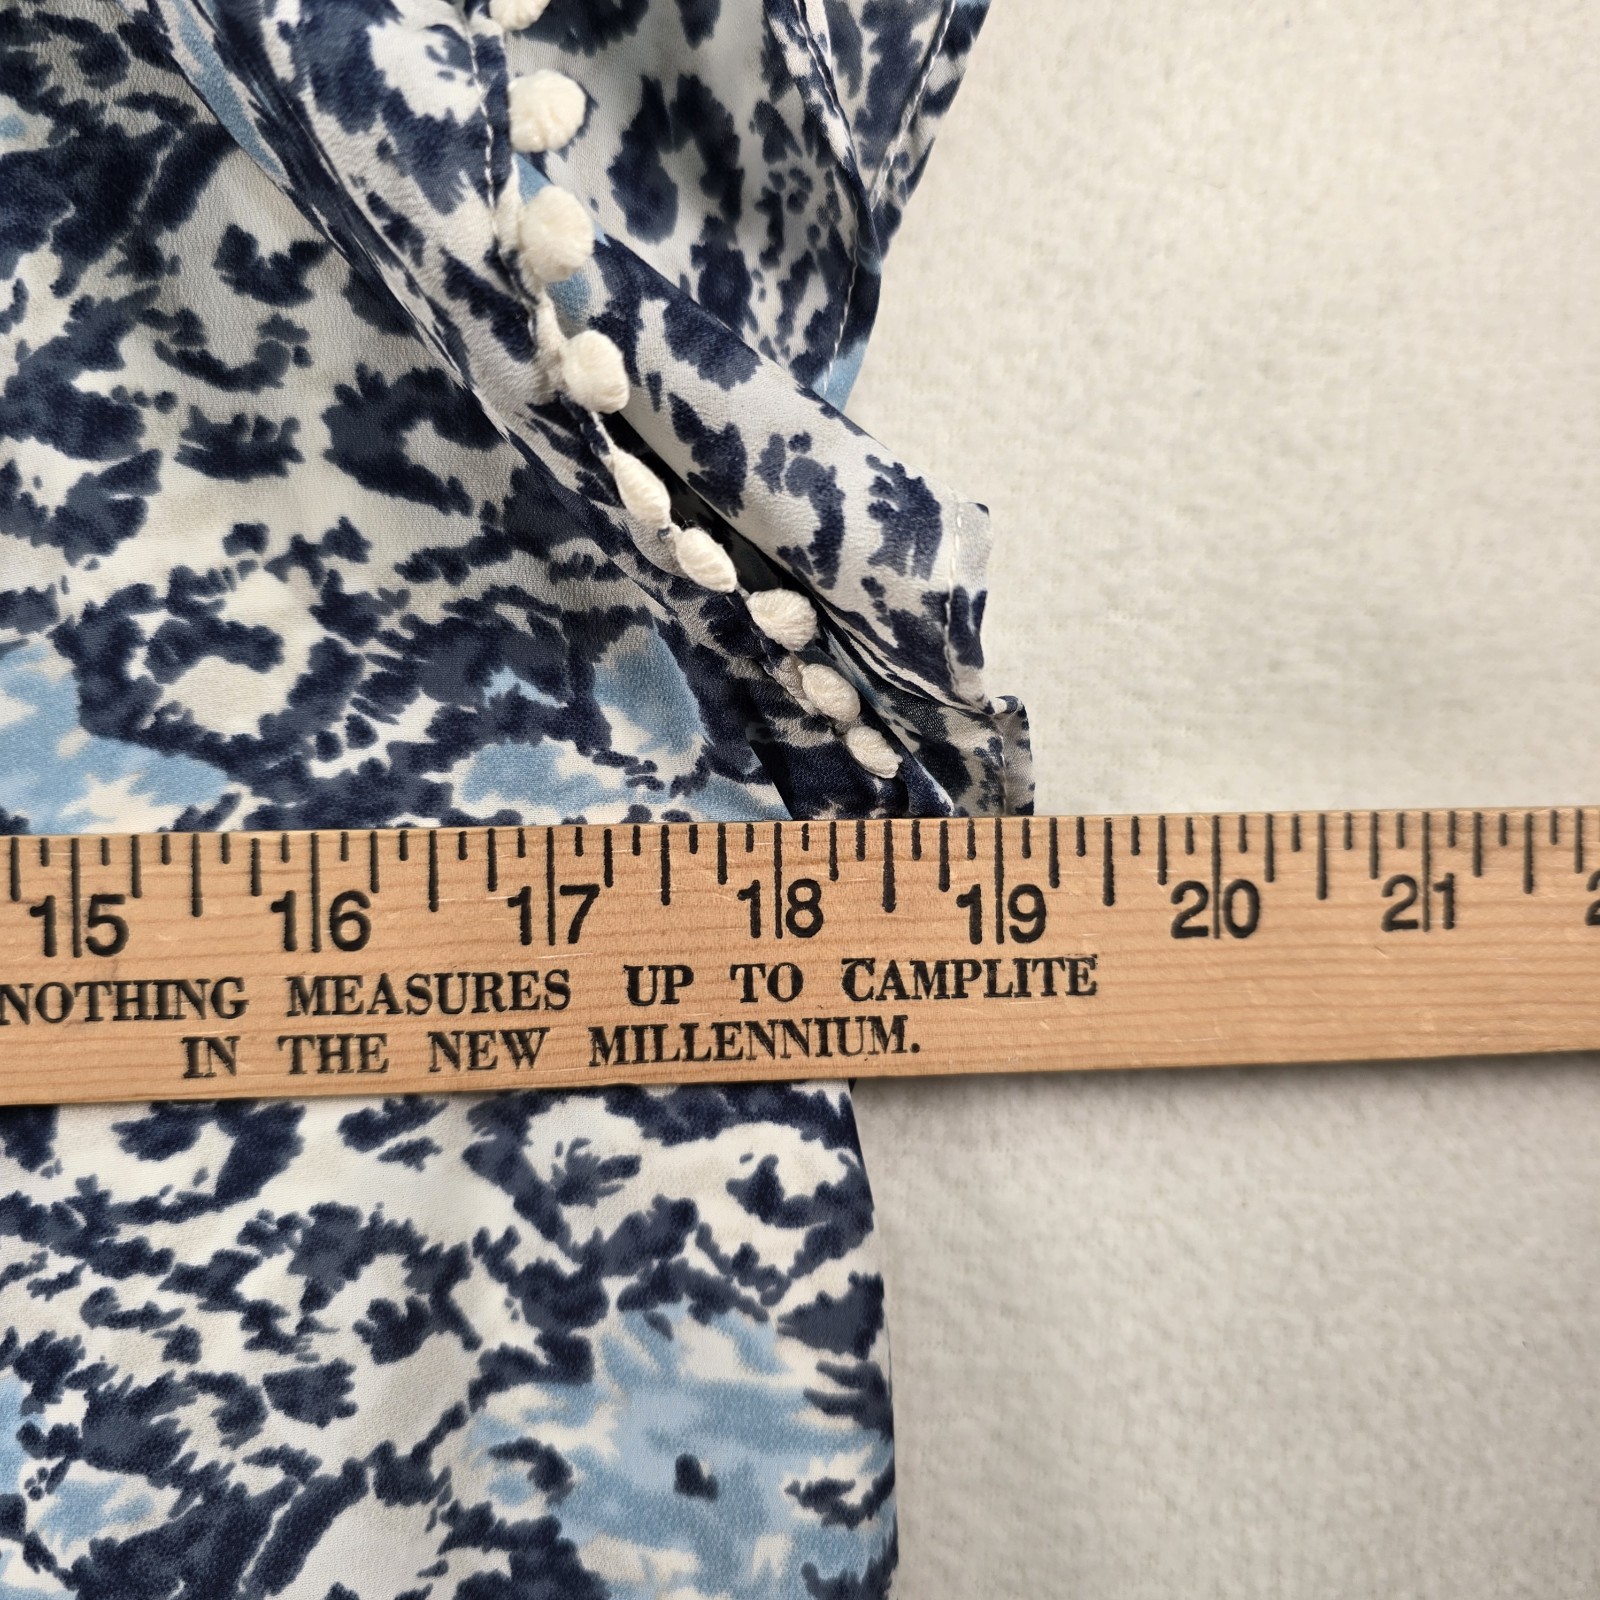 15 16 17 18 19 20 21
NOTHING MEASURES UP TO CAMPLITE
IN THE NEW MILLENNIUM.